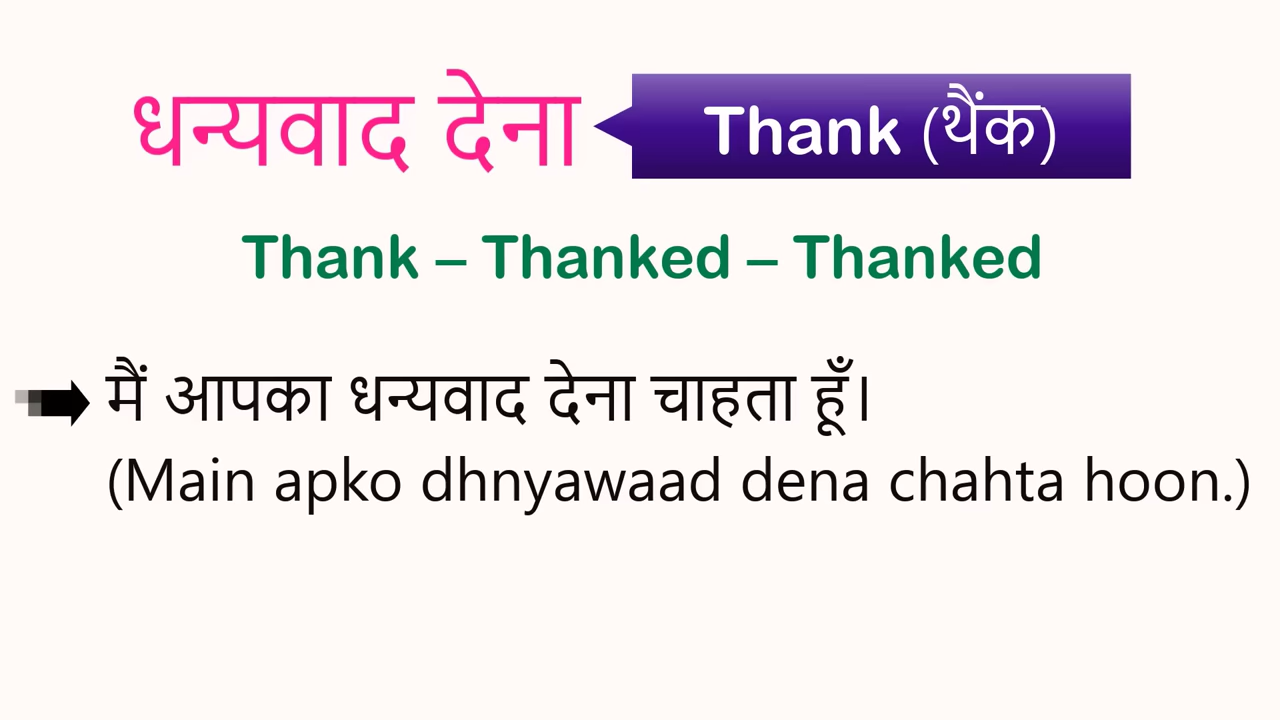 धन्यवाद देना Thank (थैंक)
Thank – Thanked – Thanked
मैं आपका धन्यवाद देना चाहता हूँ।
(Main apko dhnyawaad dena chahta hoon.)